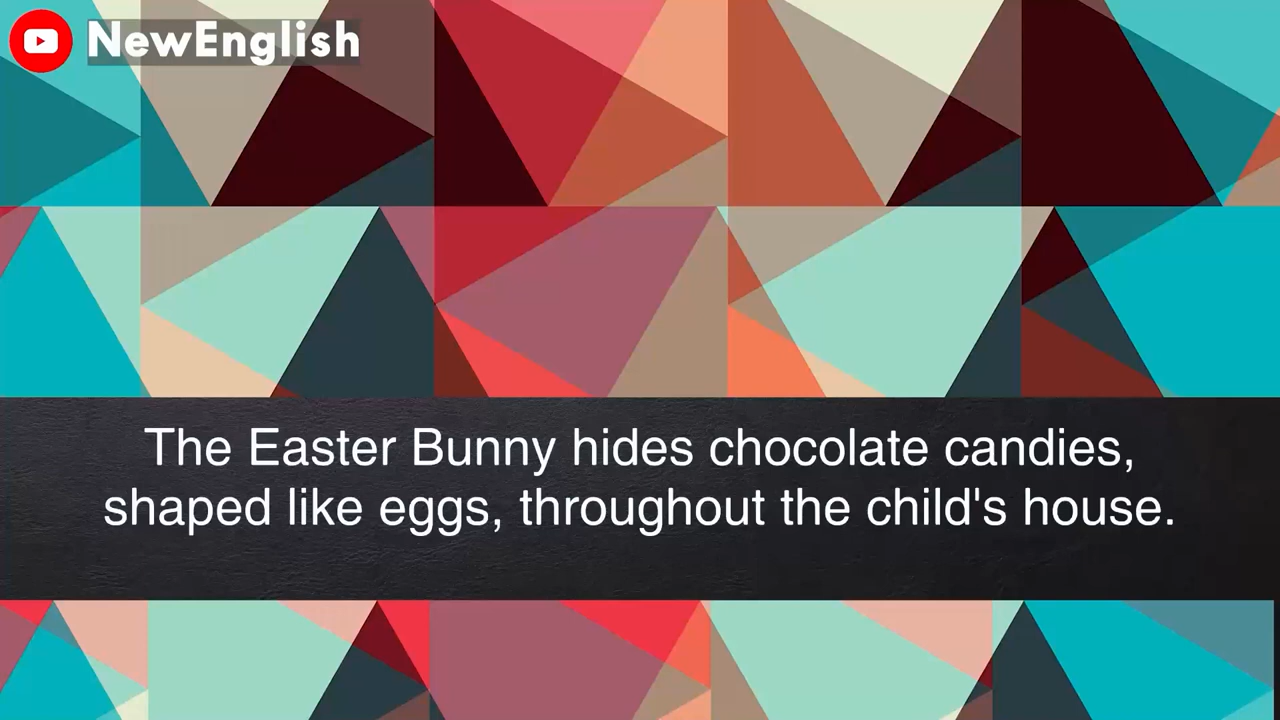 NewEnglish
The Easter Bunny hides chocolate candies,
shaped like eggs, throughout the child's house.